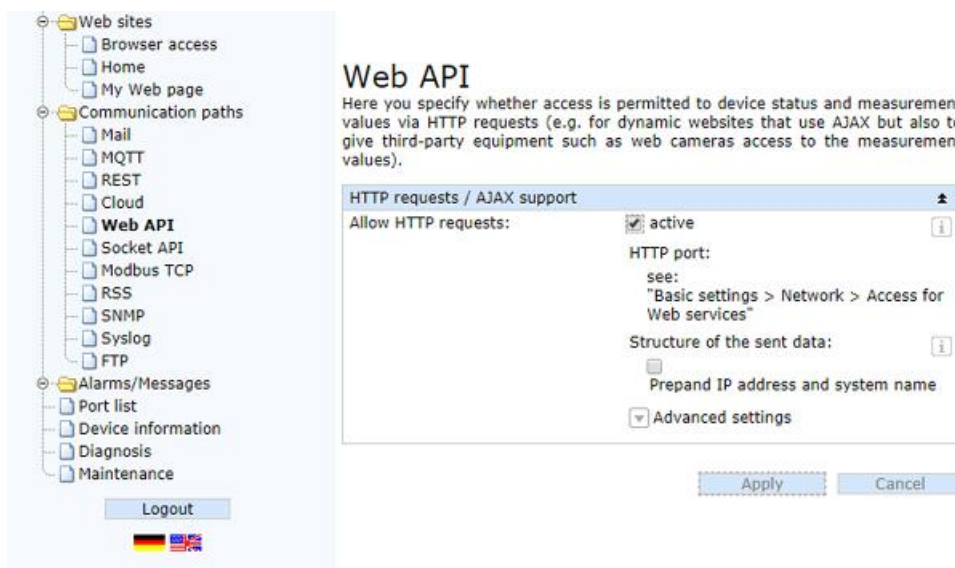 Web sites
Browser access
Home
My Web page
Communication paths
Mail
MQTT
REST
Cloud
Web API
Socket API
Modbus TCP
RSS
SNMP
Syslog
FTP
Alarms/Messages
Port list
Device information
Diagnosis
Maintenance
Logout
Web API
Here you specify whether access is permitted to device status and measuremen
values via HTTP requests (e.g. for dynamic websites that use AJAX but also t
give third-party equipment such as web cameras access to the measuremen
values).
HTTP requests / AJAX support
Allow HTTP requests:
active
HTTP port:
see:
"Basic settings > Network > Access for
Web services"
Structure of the sent data:
Prepand IP address and system name
Advanced settings
Apply
Cancel